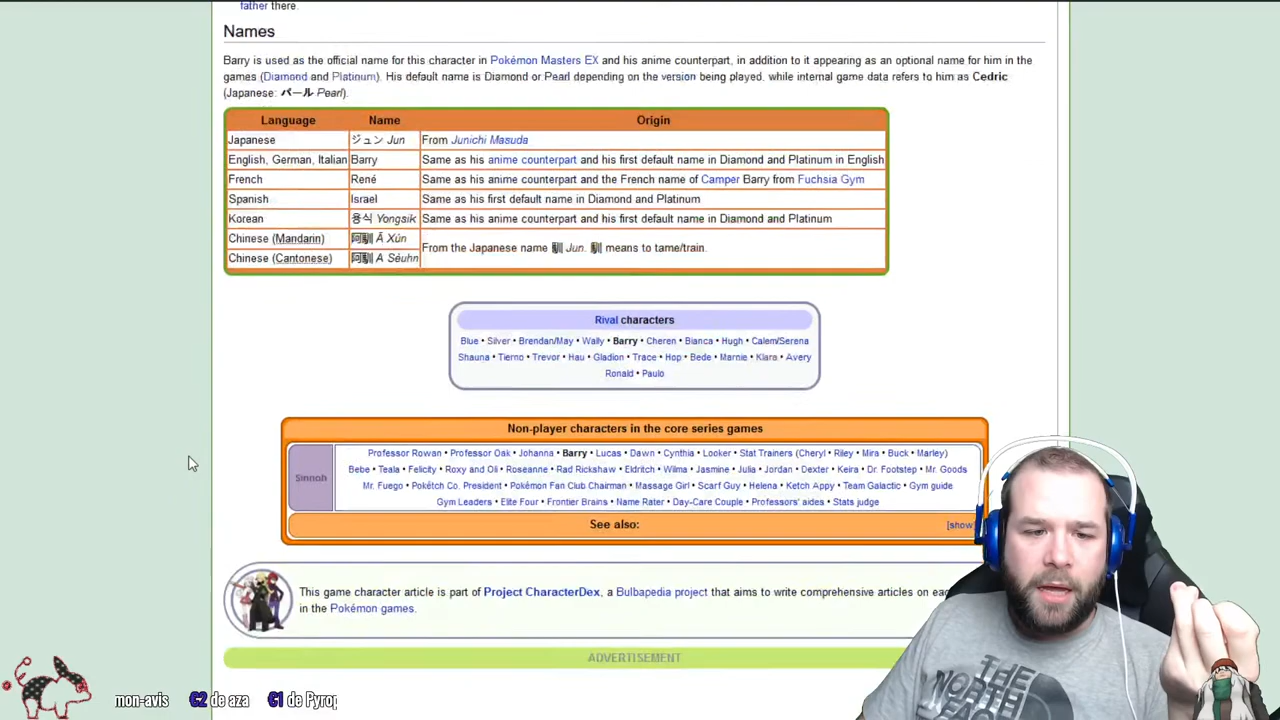 father there.
Names
Barry is used as the official name for this character in Pokémon Masters EX and his anime counterpart, in addition to it appearing as an optional name for him in the
games (Diamond and Platinum). His default name is Diamond or Pearl depending on the version being played, while internal game data refers to him as Cedric
(Japanese: パール Pearl).
Language Name Origin
Japanese ジュン Jun From Junichi Masuda
English, German, Italian Barry Same as his anime counterpart and his first default name in Diamond and Platinum in English
French René Same as his anime counterpart and the French name of Camper Barry from Fuchsia Gym
Spanish Israel Same as his first default name in Diamond and Platinum
Korean 용식 Yongsik Same as his anime counterpart and his first default name in Diamond and Platinum
Chinese (Mandarin) 阿馴 Ā Xún From the Japanese name 馴 Jun. 馴 means to tame/train.
Chinese (Cantonese) 阿馴 A Sèuhn
Rival characters
Blue • Silver • Brendan/May • Wally • Barry • Cheren • Bianca • Hugh • Calem/Serena
Shauna • Tierno • Trevor • Hau • Gladion • Trace • Hop • Bede • Marnie • Klara • Avery
Ronald • Paulo
Non-player characters in the core series games
Sinnoh
Professor Rowan • Professor Oak • Johanna • Barry • Lucas • Dawn • Cynthia • Looker • Stat Trainers (Cheryl • Riley • Mira • Buck • Marley)
Bebe • Teala • Felicity • Roxy and Oli • Roseanne • Rad Rickshaw • Eldritch • Wilma • Jasmine • Julia • Jordan • Dexter • Keira • Dr. Footstep • Mr. Goods
Mr. Fuego • Pokétch Co. President • Pokémon Fan Club Chairman • Massage Girl • Scarf Guy • Helena • Ketch Appy • Team Galactic • Gym guide
Gym Leaders • Elite Four • Frontier Brains • Name Rater • Day-Care Couple • Professors' aides • Stats judge
See also: [show]
This game character article is part of Project CharacterDex, a Bulbapedia project that aims to write comprehensive articles on
in the Pokémon games.
ADVERTISEMENT
THE
NORTH
mon-avis de aza de Pyrop